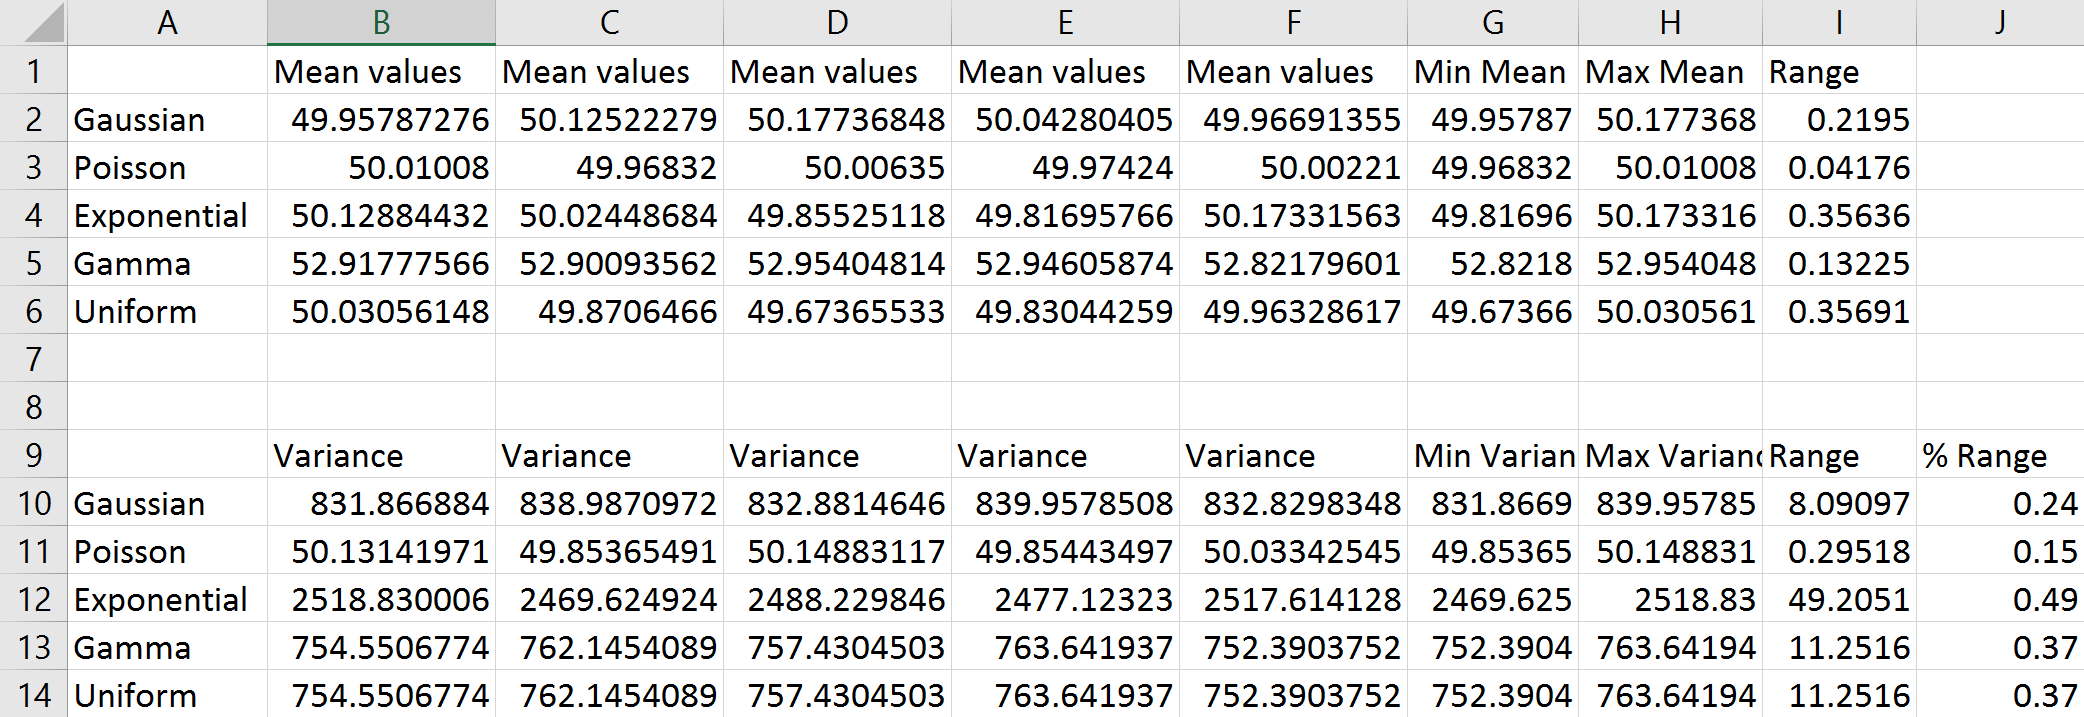 A B C D E F G H I J
1 Mean values Mean values Mean values Mean values Mean values Min Mean Max Mean Range
2 Gaussian 49.95787276 50.12522279 50.17736848 50.04280405 49.96691355 49.95787 50.177368 0.2195
3 Poisson 50.01008 49.96832 50.00635 49.97424 50.00221 49.96832 50.01008 0.04176
4 Exponential 50.12884432 50.02448684 49.85525118 49.81695766 50.17331563 49.81696 50.173316 0.35636
5 Gamma 52.91777566 52.90093562 52.95404814 52.94605874 52.82179601 52.8218 52.954048 0.13225
6 Uniform 50.03056148 49.8706466 49.67365533 49.83044259 49.96328617 49.67366 50.030561 0.35691
7
8
9 Variance Variance Variance Variance Variance Min Varian Max Varianc Range % Range
10 Gaussian 831.866884 838.9870972 832.8814646 839.9578508 832.8298348 831.8669 839.95785 8.09097 0.24
11 Poisson 50.13141971 49.85365491 50.14883117 49.85443497 50.03342545 49.85365 50.148831 0.29518 0.15
12 Exponential 2518.830006 2469.624924 2488.229846 2477.12323 2517.614128 2469.625 2518.83 49.2051 0.49
13 Gamma 754.5506774 762.1454089 757.4304503 763.641937 752.3903752 752.3904 763.64194 11.2516 0.37
14 Uniform 754.5506774 762.1454089 757.4304503 763.641937 752.3903752 752.3904 763.64194 11.2516 0.37